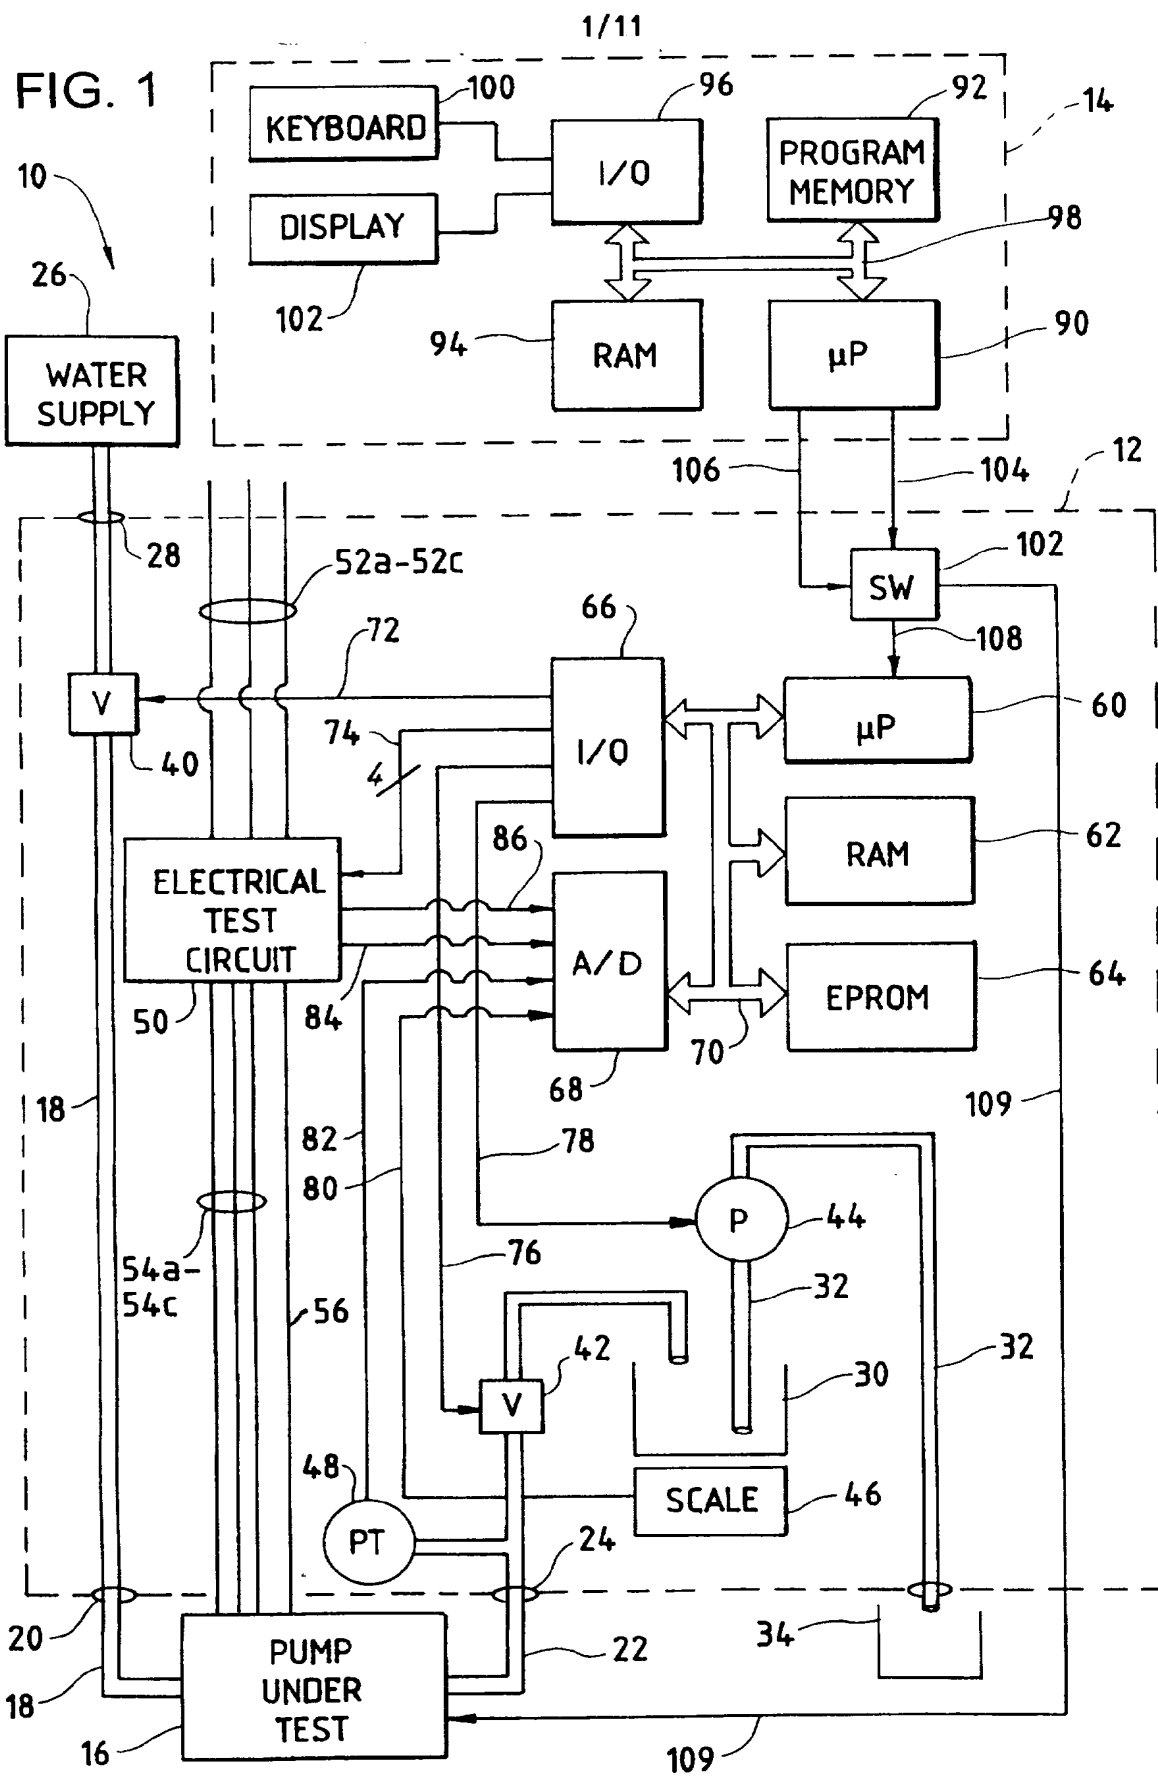 1/11
FIG. 1
100
96
92
14
KEYBOARD
I/O
PROGRAM
MEMORY
10
DISPLAY
98
26
102
94
RAM
µP
90
WATER
SUPPLY
106
104
12
28
52a-52c
SW
102
66
72
108
V
74
I/O
µP
60
40
4
86
RAM
62
ELECTRICAL
TEST
CIRCUIT
A/D
EPROM
64
50
84
70
68
18
109
82
78
80
P
44
54a-
54c
76
32
56
42
32
V
30
48
SCALE
46
PT
24
20
34
PUMP
UNDER
TEST
22
18
16
109